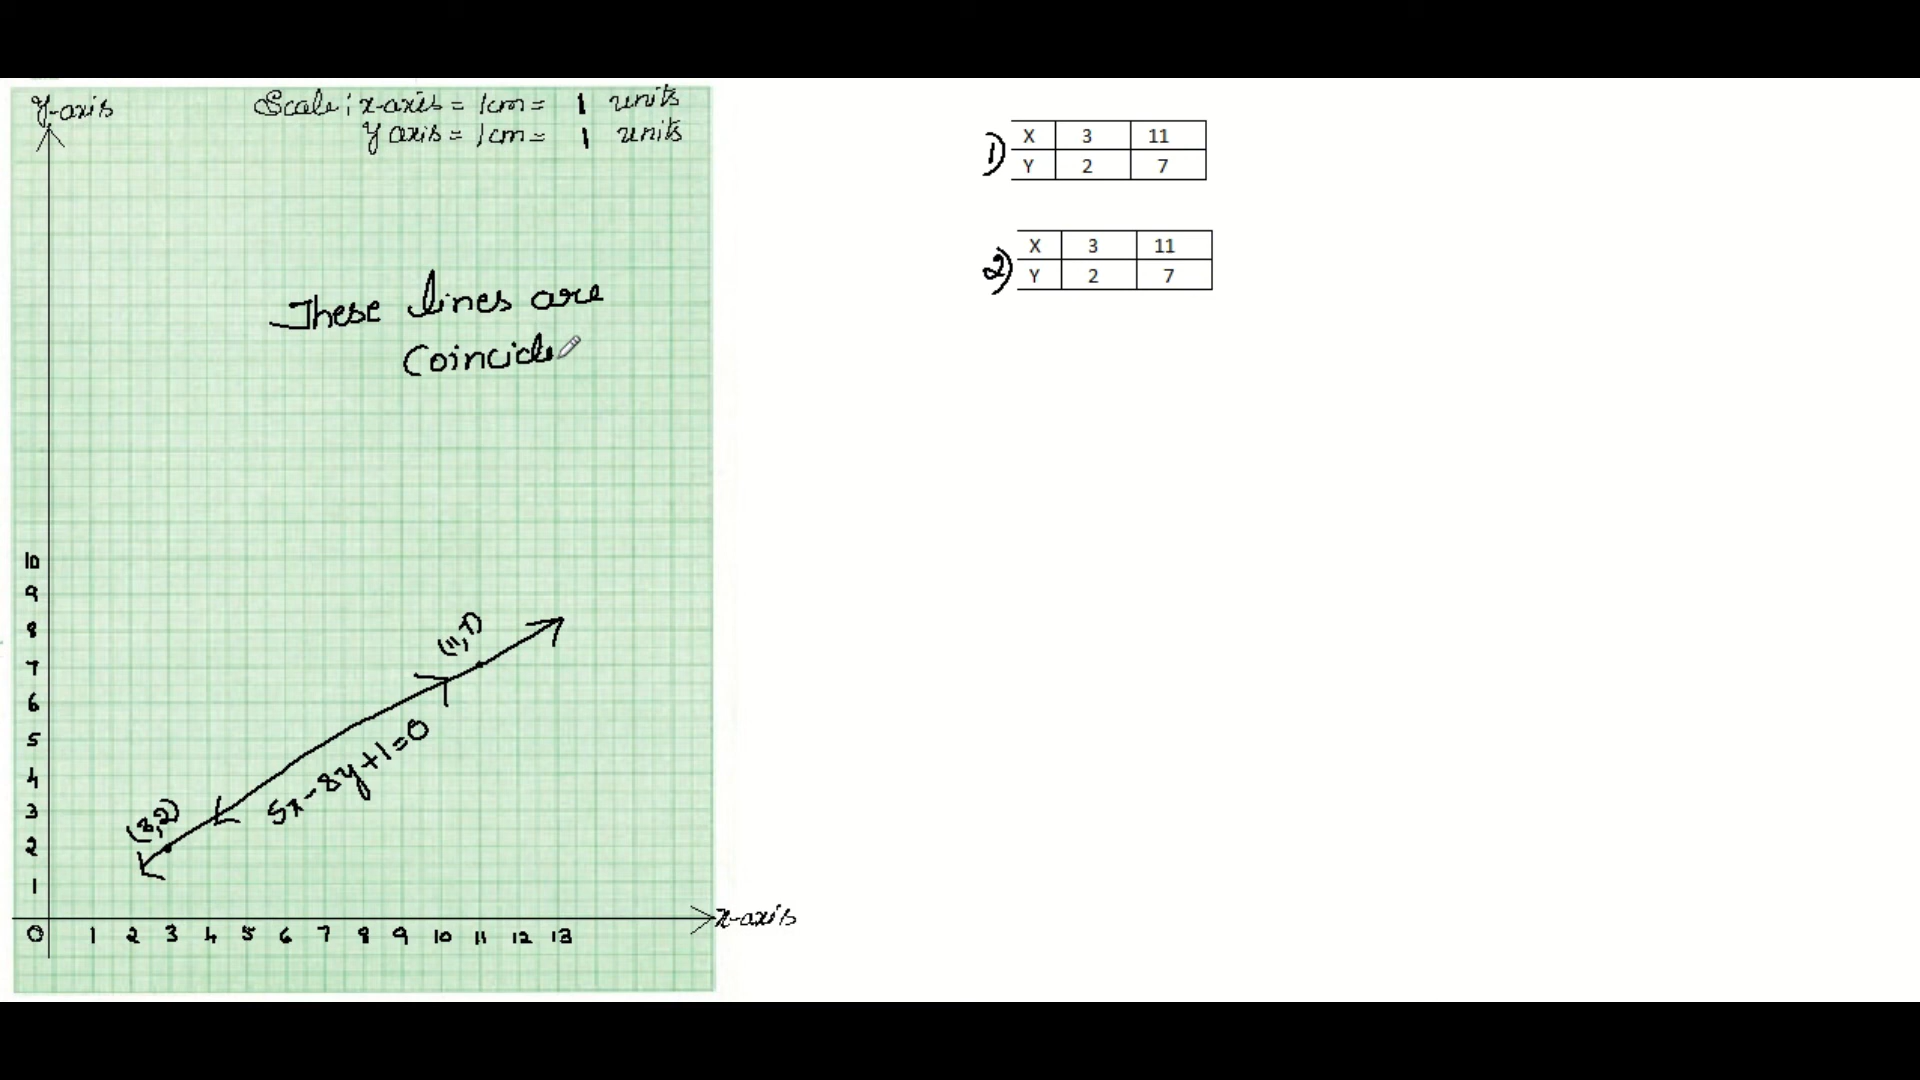 Y-axis
Scale; x-axis = 1cm = 1 units
y axis = 1cm = 1 units
These lines are
Coincide
10
9
8
7
6
5
4
3
2
1
(11,7)
5x-8y+1=0
(3,2)
x-axis
0 1 2 3 4 5 6 7 8 9 10 11 12 13
1) X 3 11
Y 2 7
2) X 3 11
Y 2 7